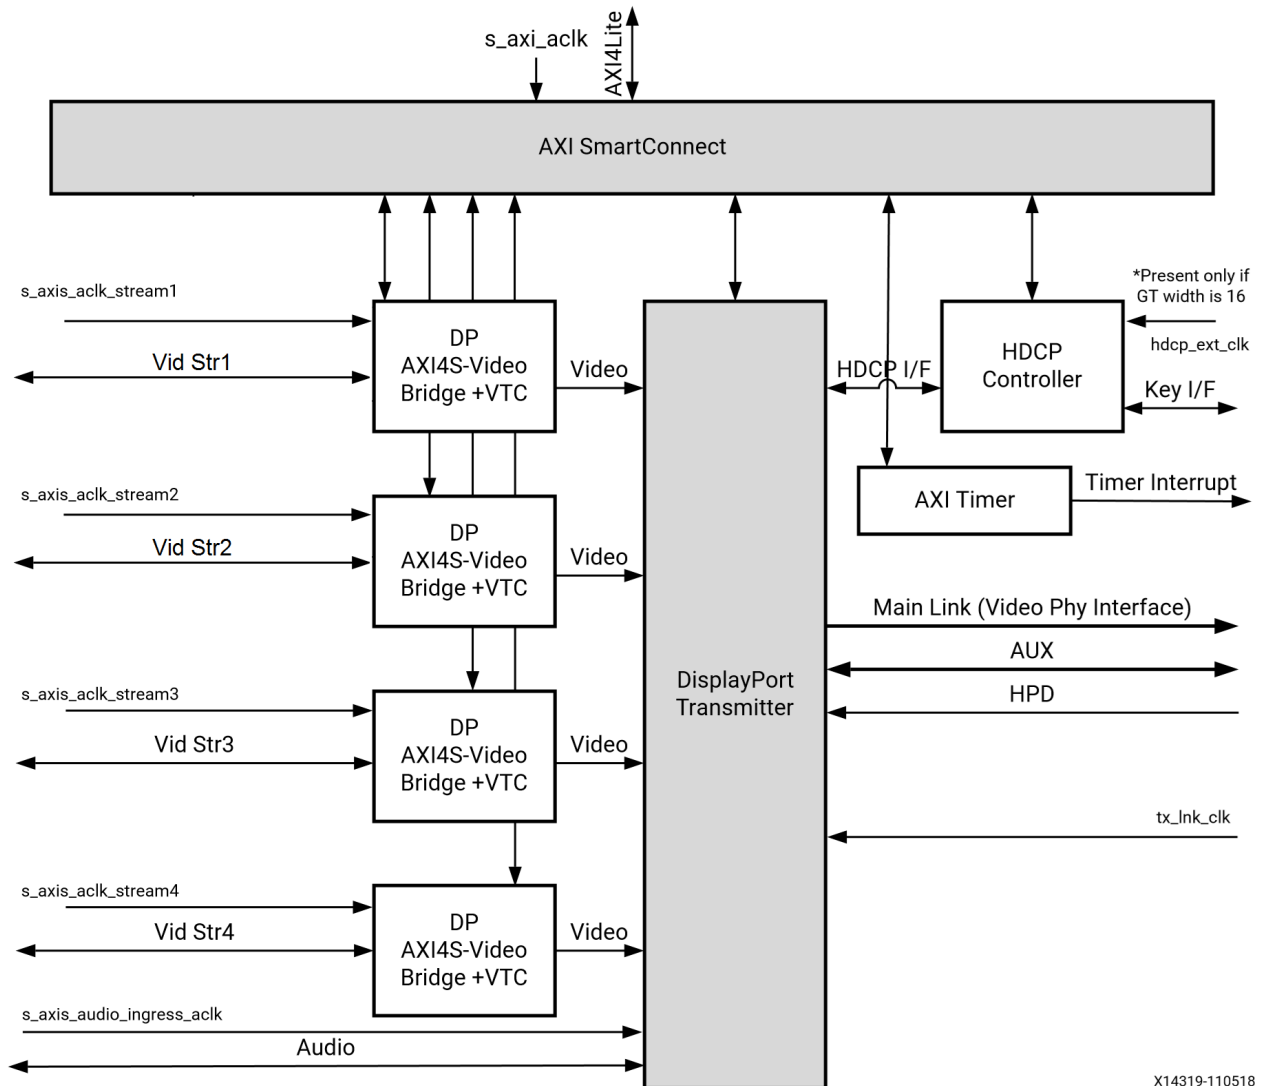 s_axi_aclk
AXI4Lite
AXI SmartConnect
s_axis_aclk_stream1
Vid Str1
DP
AXI4S-Video
Bridge +VTC
Video
HDCP I/F
HDCP
Controller
*Present only if
GT width is 16
hdcp_ext_clk
Key I/F
s_axis_aclk_stream2
Vid Str2
DP
AXI4S-Video
Bridge +VTC
Video
AXI Timer
Timer Interrupt
Main Link (Video Phy Interface)
AUX
HPD
DisplayPort
Transmitter
s_axis_aclk_stream3
Vid Str3
DP
AXI4S-Video
Bridge +VTC
Video
tx_lnk_clk
s_axis_aclk_stream4
Vid Str4
DP
AXI4S-Video
Bridge +VTC
Video
s_axis_audio_ingress_aclk
Audio
X14319-110518